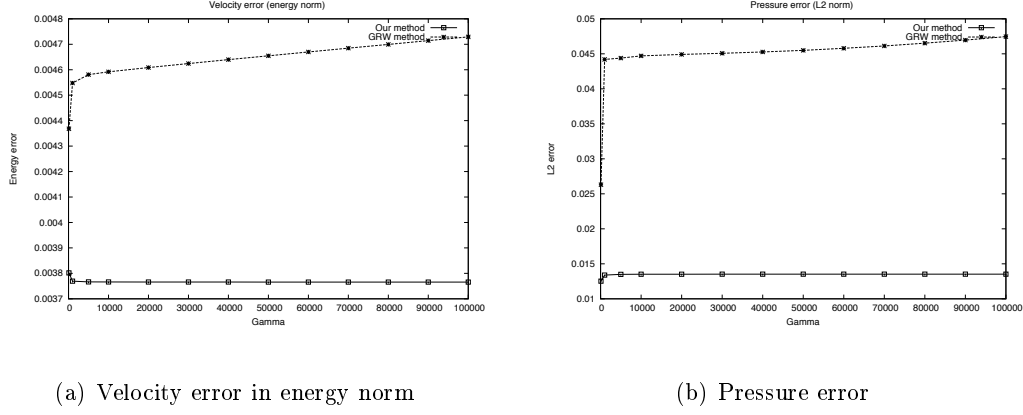 Velocity error (energy norm)
0.0048
0.0047
0.0046
0.0045
0.0044
0.0043
0.0042
0.0041
0.004
0.0039
0.0038
0.0037
Energy error
Our method
GRW method
0 10000 20000 30000 40000 50000 60000 70000 80000 90000 100000
Gamma
(a) Velocity error in energy norm
Pressure error (L2 norm)
0.05
0.045
0.04
0.035
0.03
0.025
0.02
0.015
0.01
L2 error
Our method
GRW method
0 10000 20000 30000 40000 50000 60000 70000 80000 90000 100000
Gamma
(b) Pressure error